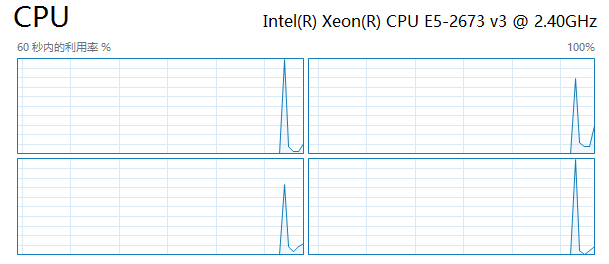 CPU
Intel(R) Xeon(R) CPU E5-2673 v3 @ 2.40GHz
60 秒内的利用率 %
100%